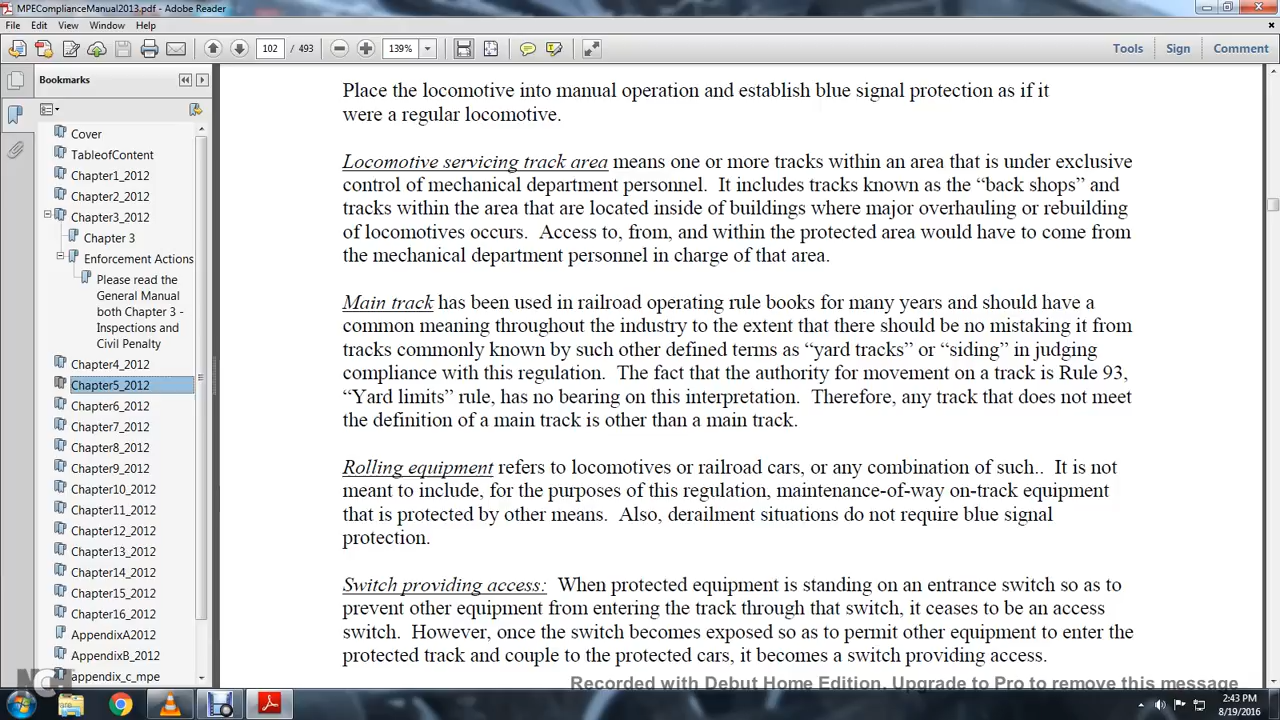 MPEComplianceManual2013.pdf - Adobe Reader
File Edit View Window Help
102 / 493 139% Tools Sign Comment
Bookmarks
Cover
TableofContent
Chapter1_2012
Chapter2_2012
Chapter3_2012
Chapter 3
Enforcement Actions
Please read the
General Manual
both Chapter 3 -
Inspections and
Civil Penalty
Chapter4_2012
Chapter5_2012
Chapter6_2012
Chapter7_2012
Chapter8_2012
Chapter9_2012
Chapter10_2012
Chapter11_2012
Chapter12_2012
Chapter13_2012
Chapter14_2012
Chapter15_2012
Chapter16_2012
AppendixA2012
AppendixB_2012
appendix_c_mpe
Place the locomotive into manual operation and establish blue signal protection as if it
were a regular locomotive.
Locomotive servicing track area means one or more tracks within an area that is under exclusive
control of mechanical department personnel. It includes tracks known as the “back shops” and
tracks within the area that are located inside of buildings where major overhauling or rebuilding
of locomotives occurs. Access to, from, and within the protected area would have to come from
the mechanical department personnel in charge of that area.
Main track has been used in railroad operating rule books for many years and should have a
common meaning throughout the industry to the extent that there should be no mistaking it from
tracks commonly known by such other defined terms as “yard tracks” or “siding” in judging
compliance with this regulation. The fact that the authority for movement on a track is Rule 93,
“Yard limits” rule, has no bearing on this interpretation. Therefore, any track that does not meet
the definition of a main track is other than a main track.
Rolling equipment refers to locomotives or railroad cars, or any combination of such.. It is not
meant to include, for the purposes of this regulation, maintenance-of-way on-track equipment
that is protected by other means. Also, derailment situations do not require blue signal
protection.
Switch providing access: When protected equipment is standing on an entrance switch so as to
prevent other equipment from entering the track through that switch, it ceases to be an access
switch. However, once the switch becomes exposed so as to permit other equipment to enter the
protected track and couple to the protected cars, it becomes a switch providing access.
Recorded with Debut Home Edition. Upgrade to Pro to remove this message
2:43 PM
8/19/2016